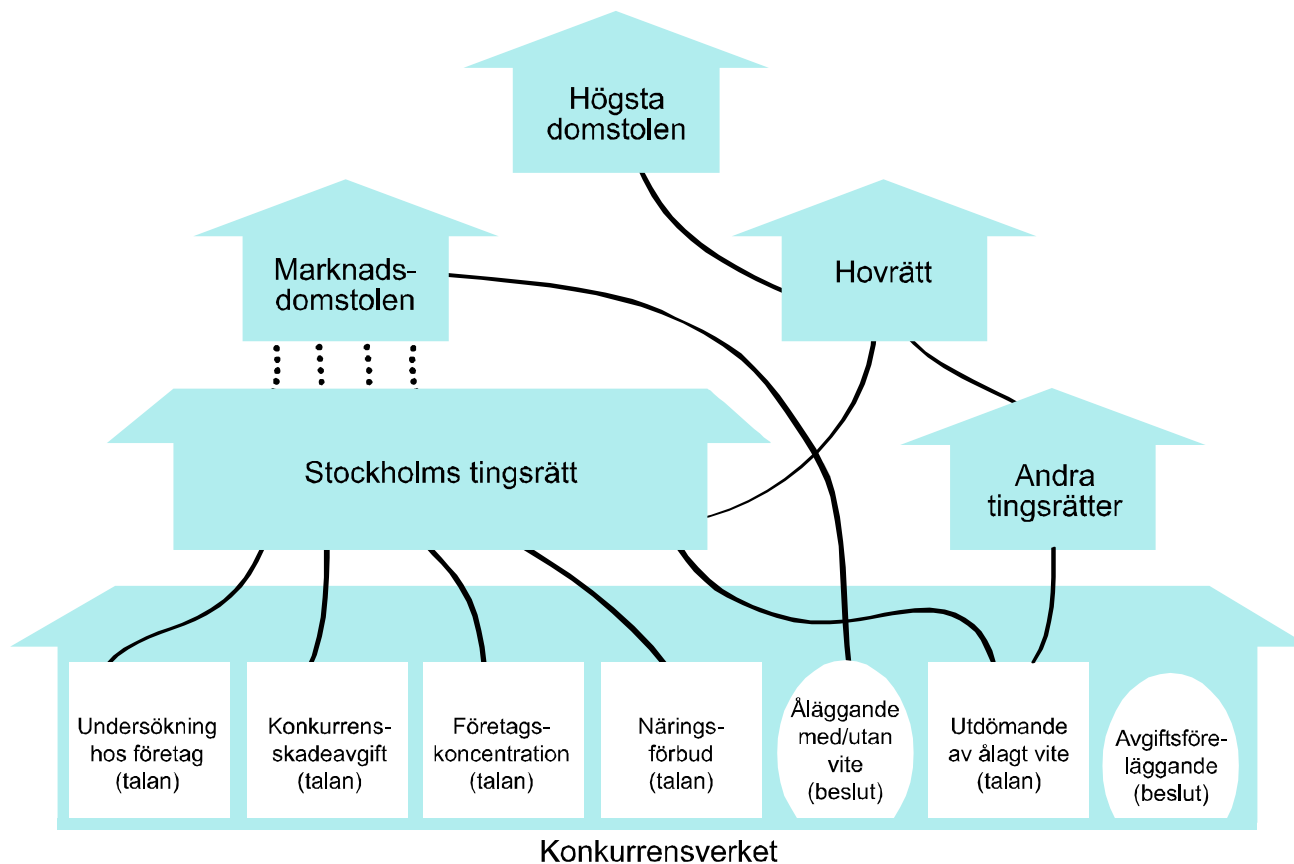 Högsta
domstolen
Marknads-
domstolen
Hovrätt
Stockholms tingsrätt
Andra
tingsrätter
Undersökning
hos företag
(talan)
Konkurrens-
skadeavgift
(talan)
Företags-
koncentration
(talan)
Närings-
förbud
(talan)
Åläggande
med/utan
vite
(beslut)
Utdömande
av ålagt vite
(talan)
Avgiftsföre-
läggande
(beslut)
Konkurrensverket